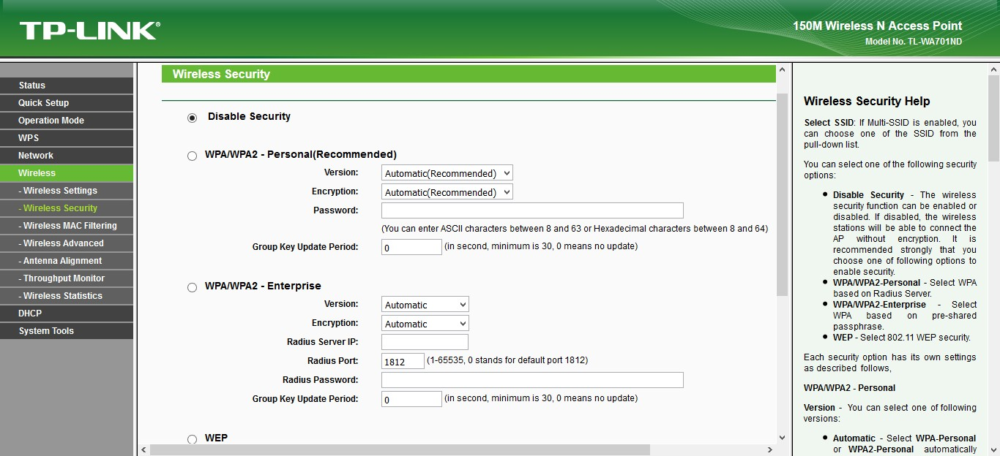 TP-LINK®
150M Wireless N Access Point
Model No. TL-WA701ND
Status
Quick Setup
Operation Mode
WPS
Network
Wireless
- Wireless Settings
- Wireless Security
- Wireless MAC Filtering
- Wireless Advanced
- Antenna Alignment
- Throughput Monitor
- Wireless Statistics
DHCP
System Tools
Wireless Security
Disable Security
WPA/WPA2 - Personal(Recommended)
Version: Automatic(Recommended)
Encryption: Automatic(Recommended)
Password:
(You can enter ASCII characters between 8 and 63 or Hexadecimal characters between 8 and 64)
Group Key Update Period: 0 (in second, minimum is 30, 0 means no update)
WPA/WPA2 - Enterprise
Version: Automatic
Encryption: Automatic
Radius Server IP:
Radius Port: 1812 (1-65535, 0 stands for default port 1812)
Radius Password:
Group Key Update Period: 0 (in second, minimum is 30, 0 means no update)
WEP
Wireless Security Help
Select SSID: If Multi-SSID is enabled, you
can choose one of the SSID from the
pull-down list.
You can select one of the following security
options:
• Disable Security - The wireless
security function can be enabled or
disabled. If disabled, the wireless
stations will be able to connect the
AP without encryption. It is
recommended strongly that you
choose one of following options to
enable security.
• WPA/WPA2-Personal - Select WPA
based on Radius Server.
• WPA/WPA2-Enterprise - Select
WPA based on pre-shared
passphrase.
• WEP - Select 802.11 WEP security.
Each security option has its own settings
as described follows,
WPA/WPA2 - Personal
Version - You can select one of following
versions:
• Automatic - Select WPA-Personal
or WPA2-Personal automatically